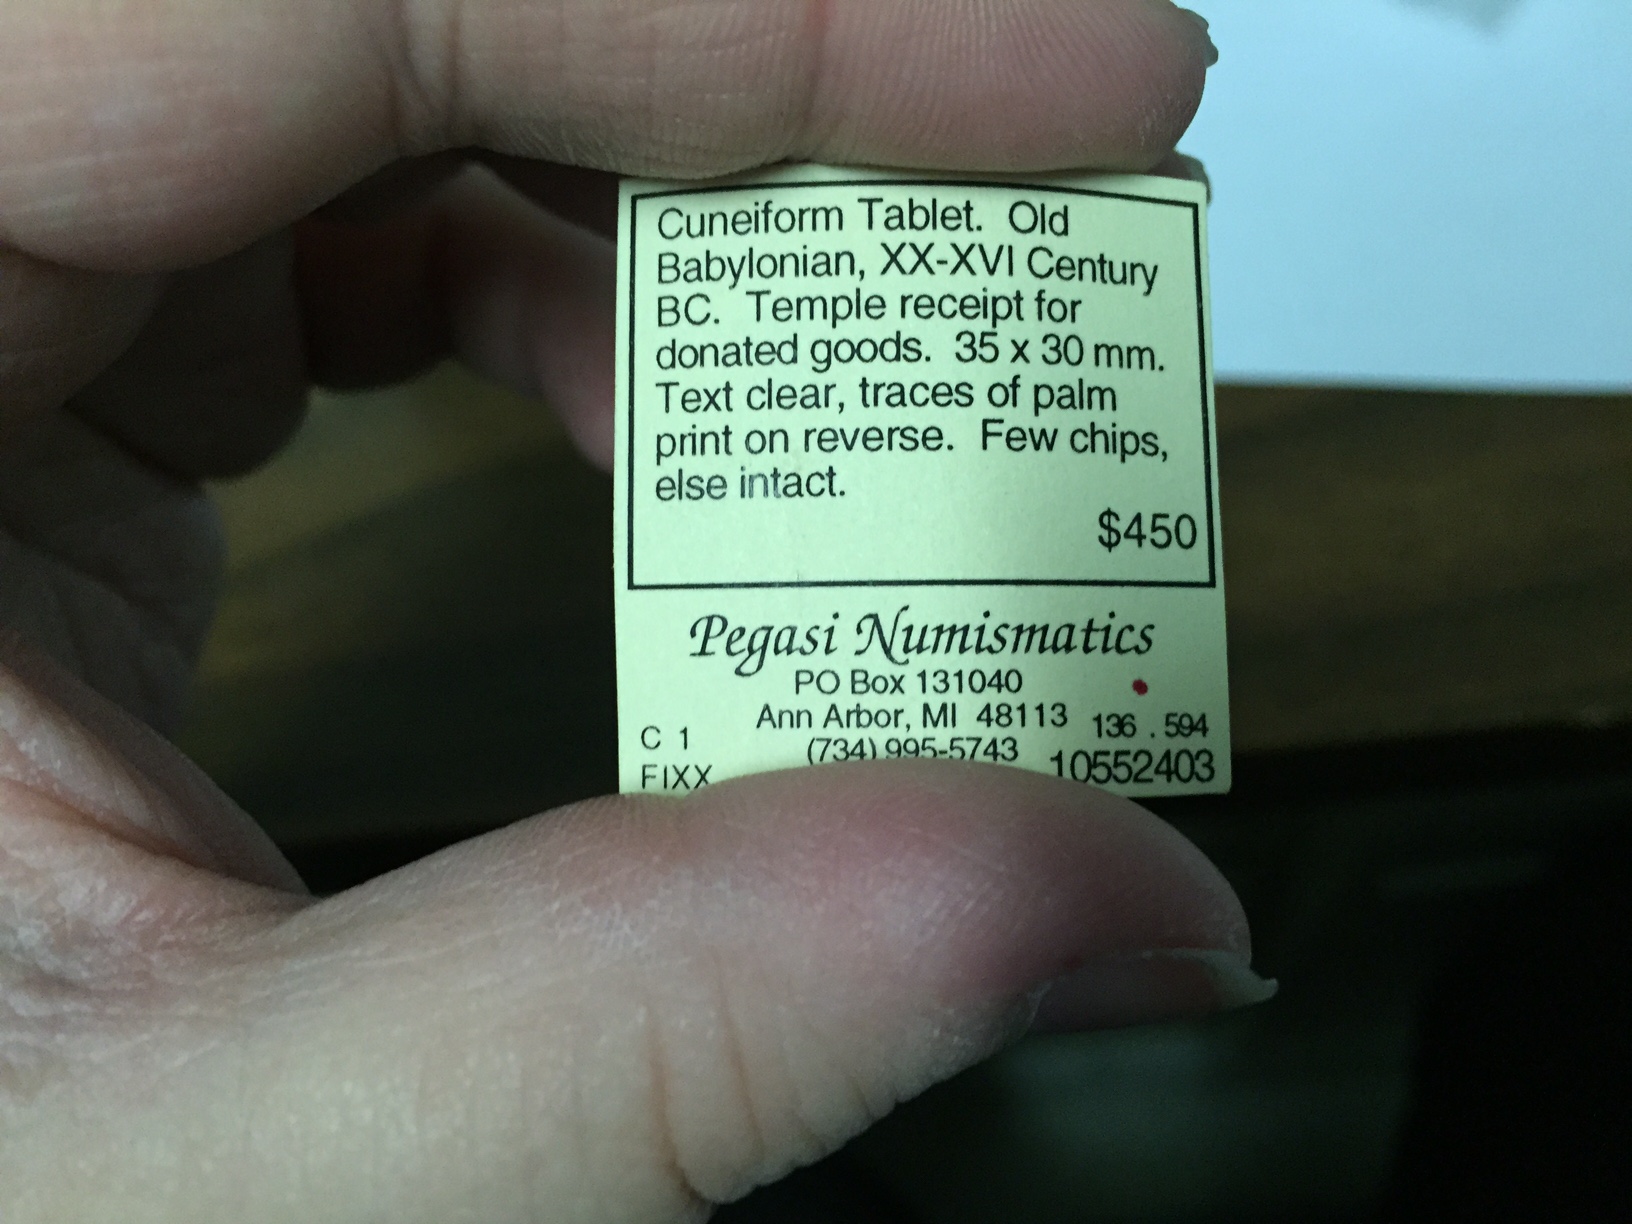 Cuneiform Tablet. Old
Babylonian, XX-XVI Century
BC. Temple receipt for
donated goods. 35 x 30 mm.
Text clear, traces of palm
print on reverse. Few chips,
else intact.
$450
Pegasi Numismatics
PO Box 131040
Ann Arbor, MI 48113
136 . 594
C 1
(734) 995-5743
FIXX
10552403